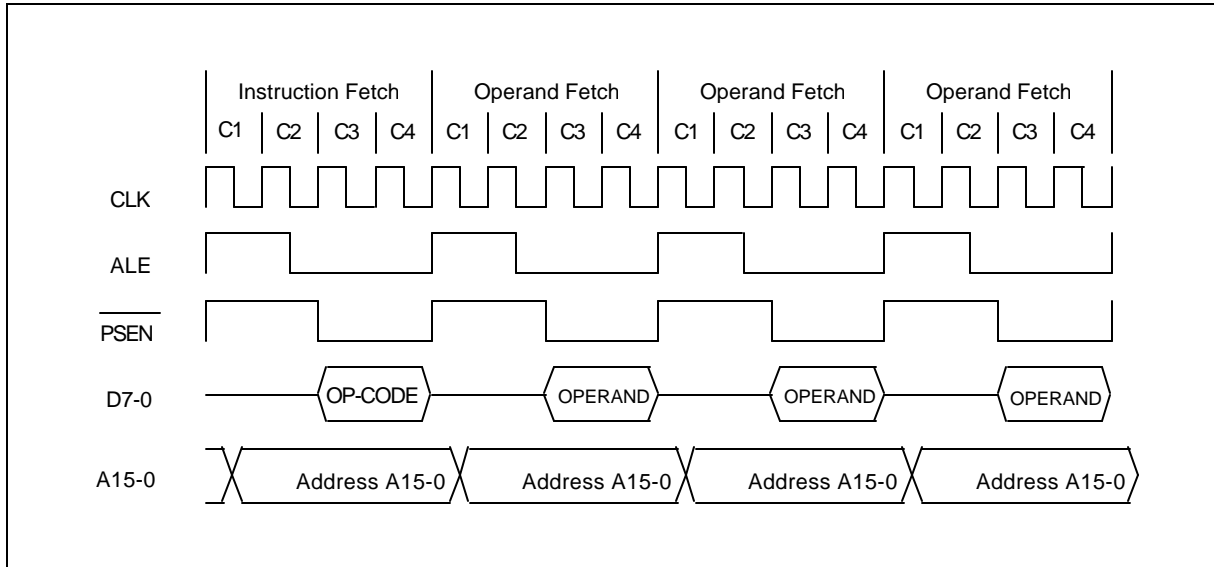 Instruction Fetch Operand Fetch Operand Fetch Operand Fetch
C1 C2 C3 C4 C1 C2 C3 C4 C1 C2 C3 C4 C1 C2 C3 C4
CLK
ALE
PSEN
D7-0 OP-CODE OPERAND OPERAND OPERAND
A15-0 Address A15-0 Address A15-0 Address A15-0 Address A15-0